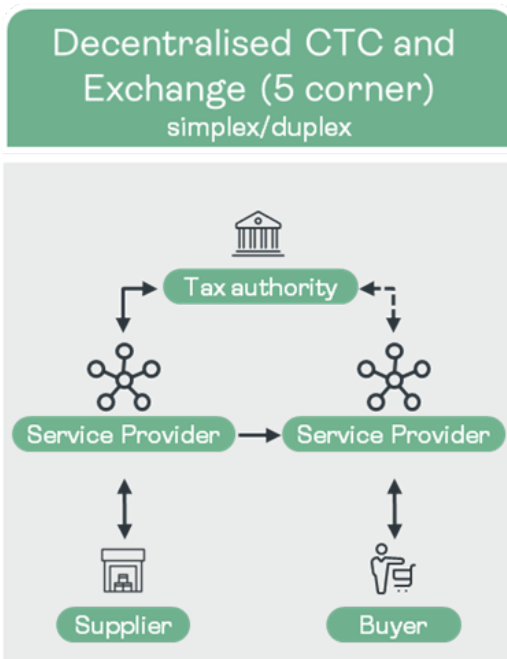 Decentralised CTC and
Exchange (5 corner)
simplex/duplex
Tax authority
Service Provider
Service Provider
Supplier
Buyer